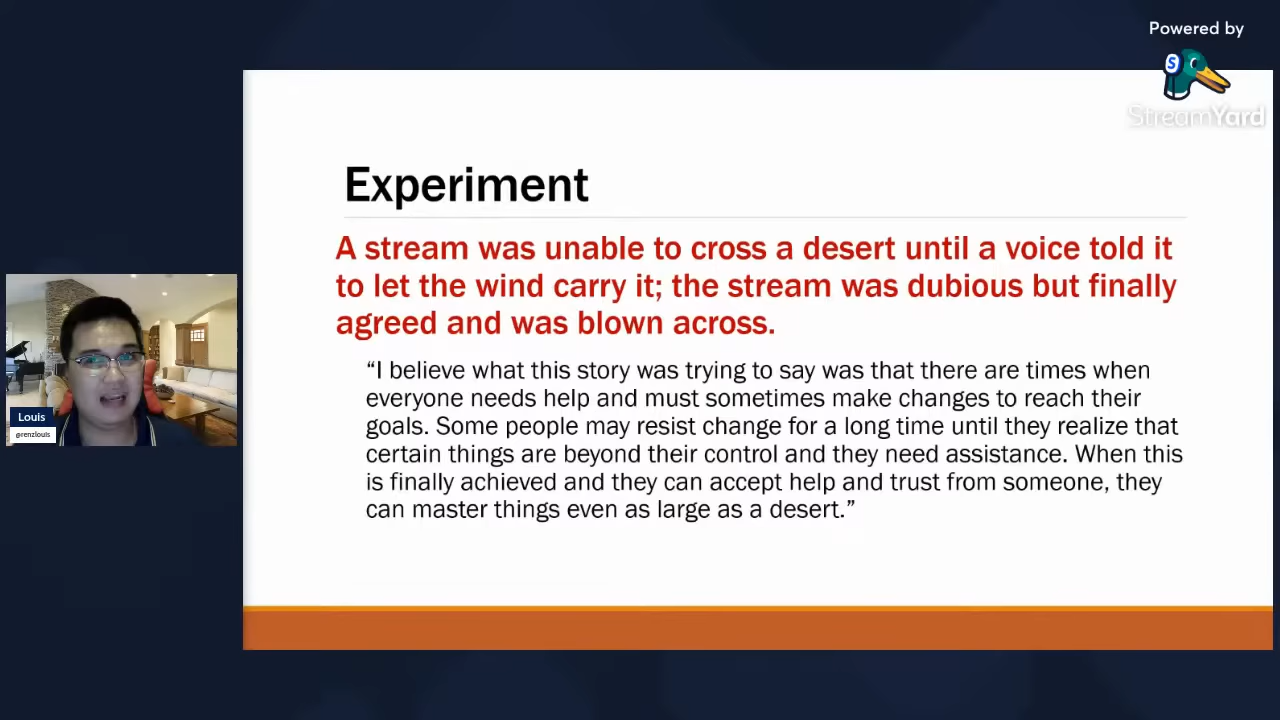 Powered by
S
StreamYard
Experiment
A stream was unable to cross a desert until a voice told it
to let the wind carry it; the stream was dubious but finally
agreed and was blown across.
“I believe what this story was trying to say was that there are times when
everyone needs help and must sometimes make changes to reach their
goals. Some people may resist change for a long time until they realize that
certain things are beyond their control and they need assistance. When this
is finally achieved and they can accept help and trust from someone, they
can master things even as large as a desert.”
Louis
@renzlouis